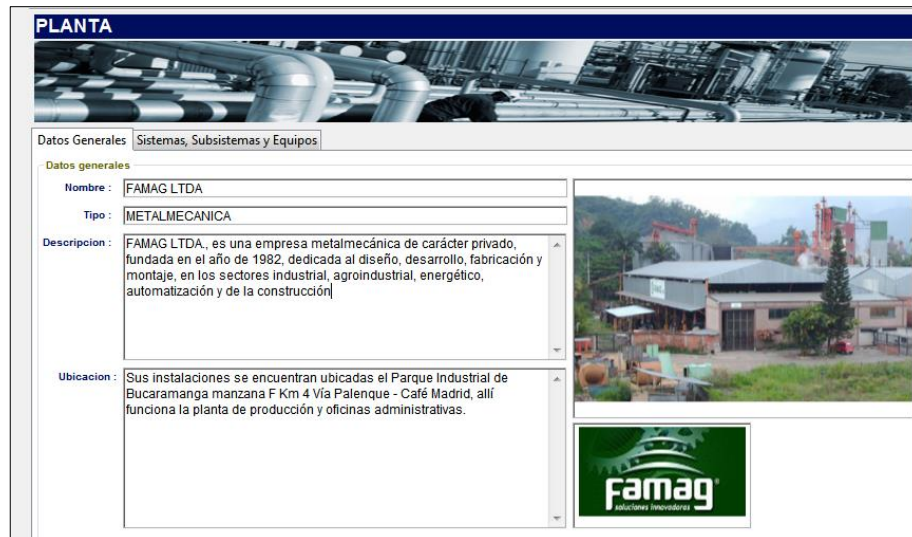 PLANTA
Datos Generales
Sistemas, Subsistemas y Equipos
Datos generales
Nombre :
FAMAG LTDA
Tipo :
METALMECANICA
Descripcion :
FAMAG LTDA., es una empresa metalmecánica de carácter privado,
fundada en el año de 1982, dedicada al diseño, desarrollo, fabricación y
montaje, en los sectores industrial, agroindustrial, energético,
automatización y de la construcción
Ubicacion :
Sus instalaciones se encuentran ubicadas el Parque Industrial de
Bucaramanga manzana F Km 4 Vía Palenque - Café Madrid, allí
funciona la planta de producción y oficinas administrativas.
famag
soluciones innovadoras